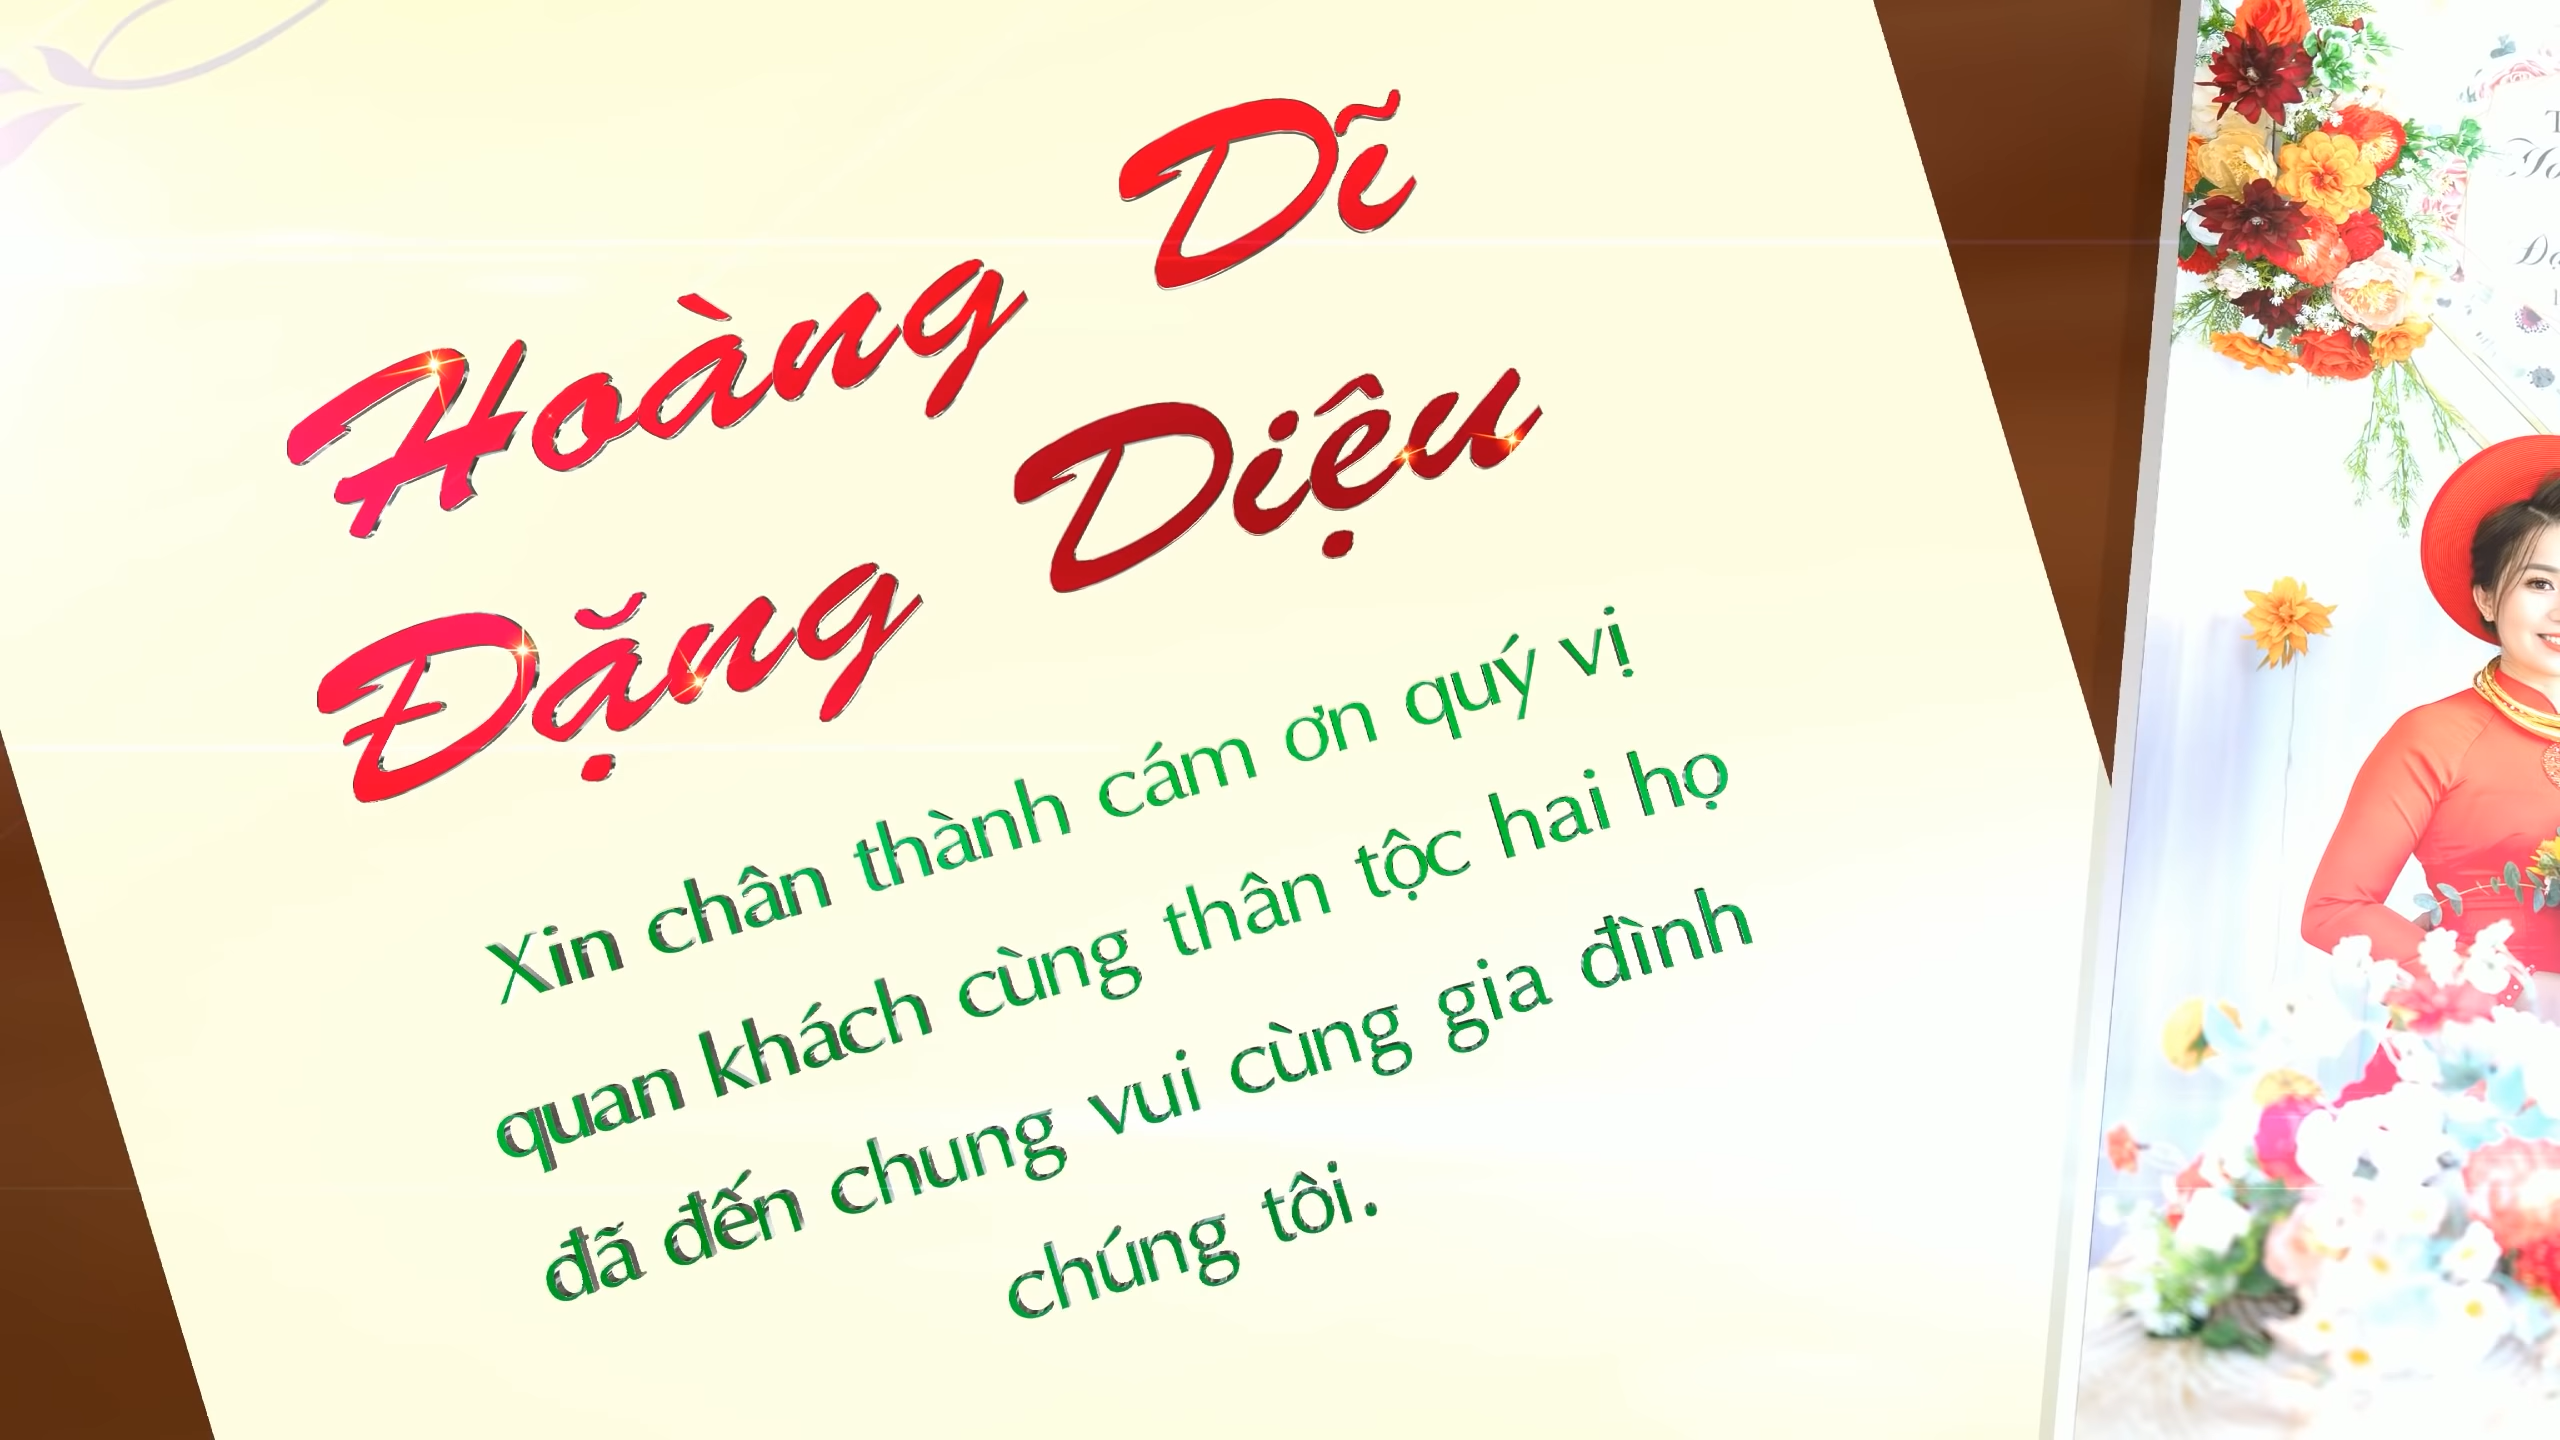 Hoàng Dĩ
Đặng Diệu
Xin chân thành cám ơn quý vị
quan khách cùng thân tộc hai họ
đã đến chung vui cùng gia đình
chúng tôi.